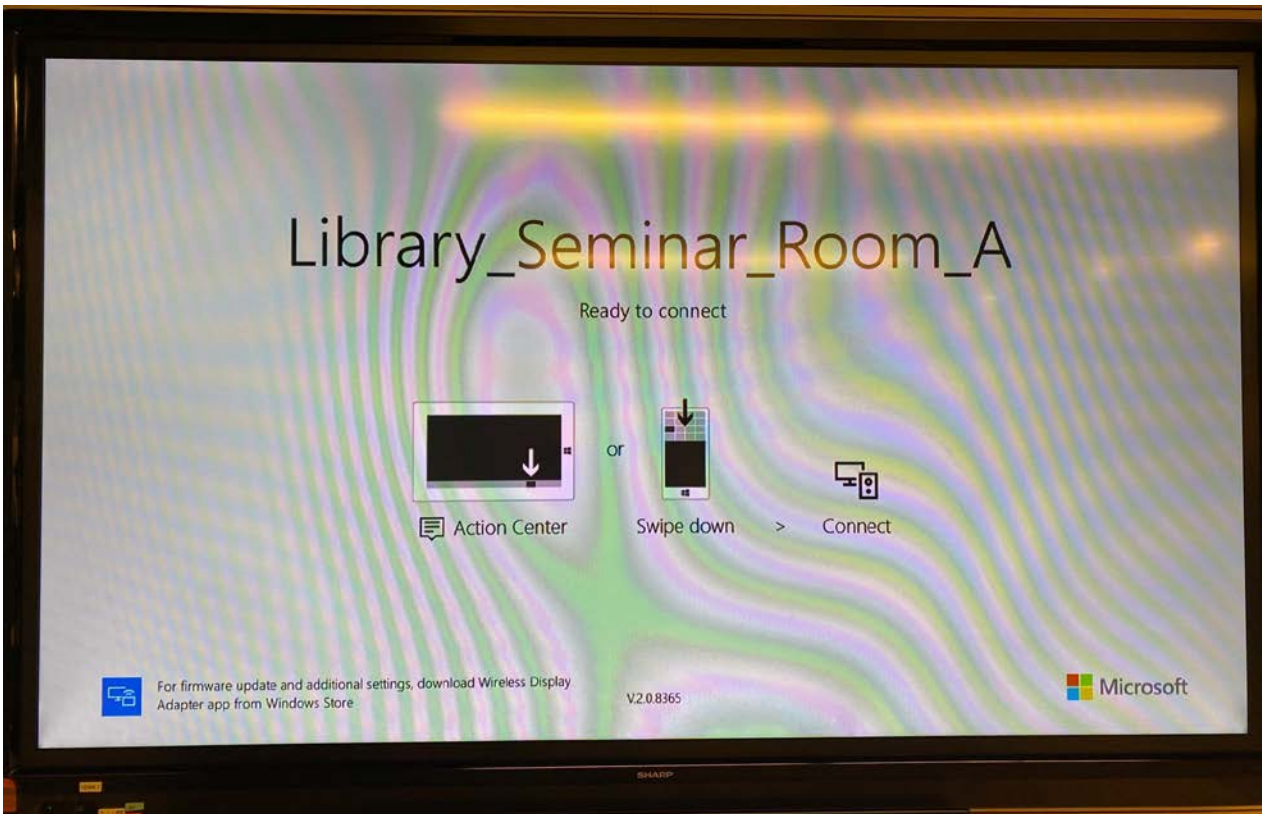 Library_Seminar_Room_A
Ready to connect
or
Action Center
Swipe down > Connect
For firmware update and additional settings, download Wireless Display
Adapter app from Windows Store
V.2.0.8365
Microsoft
SHARP